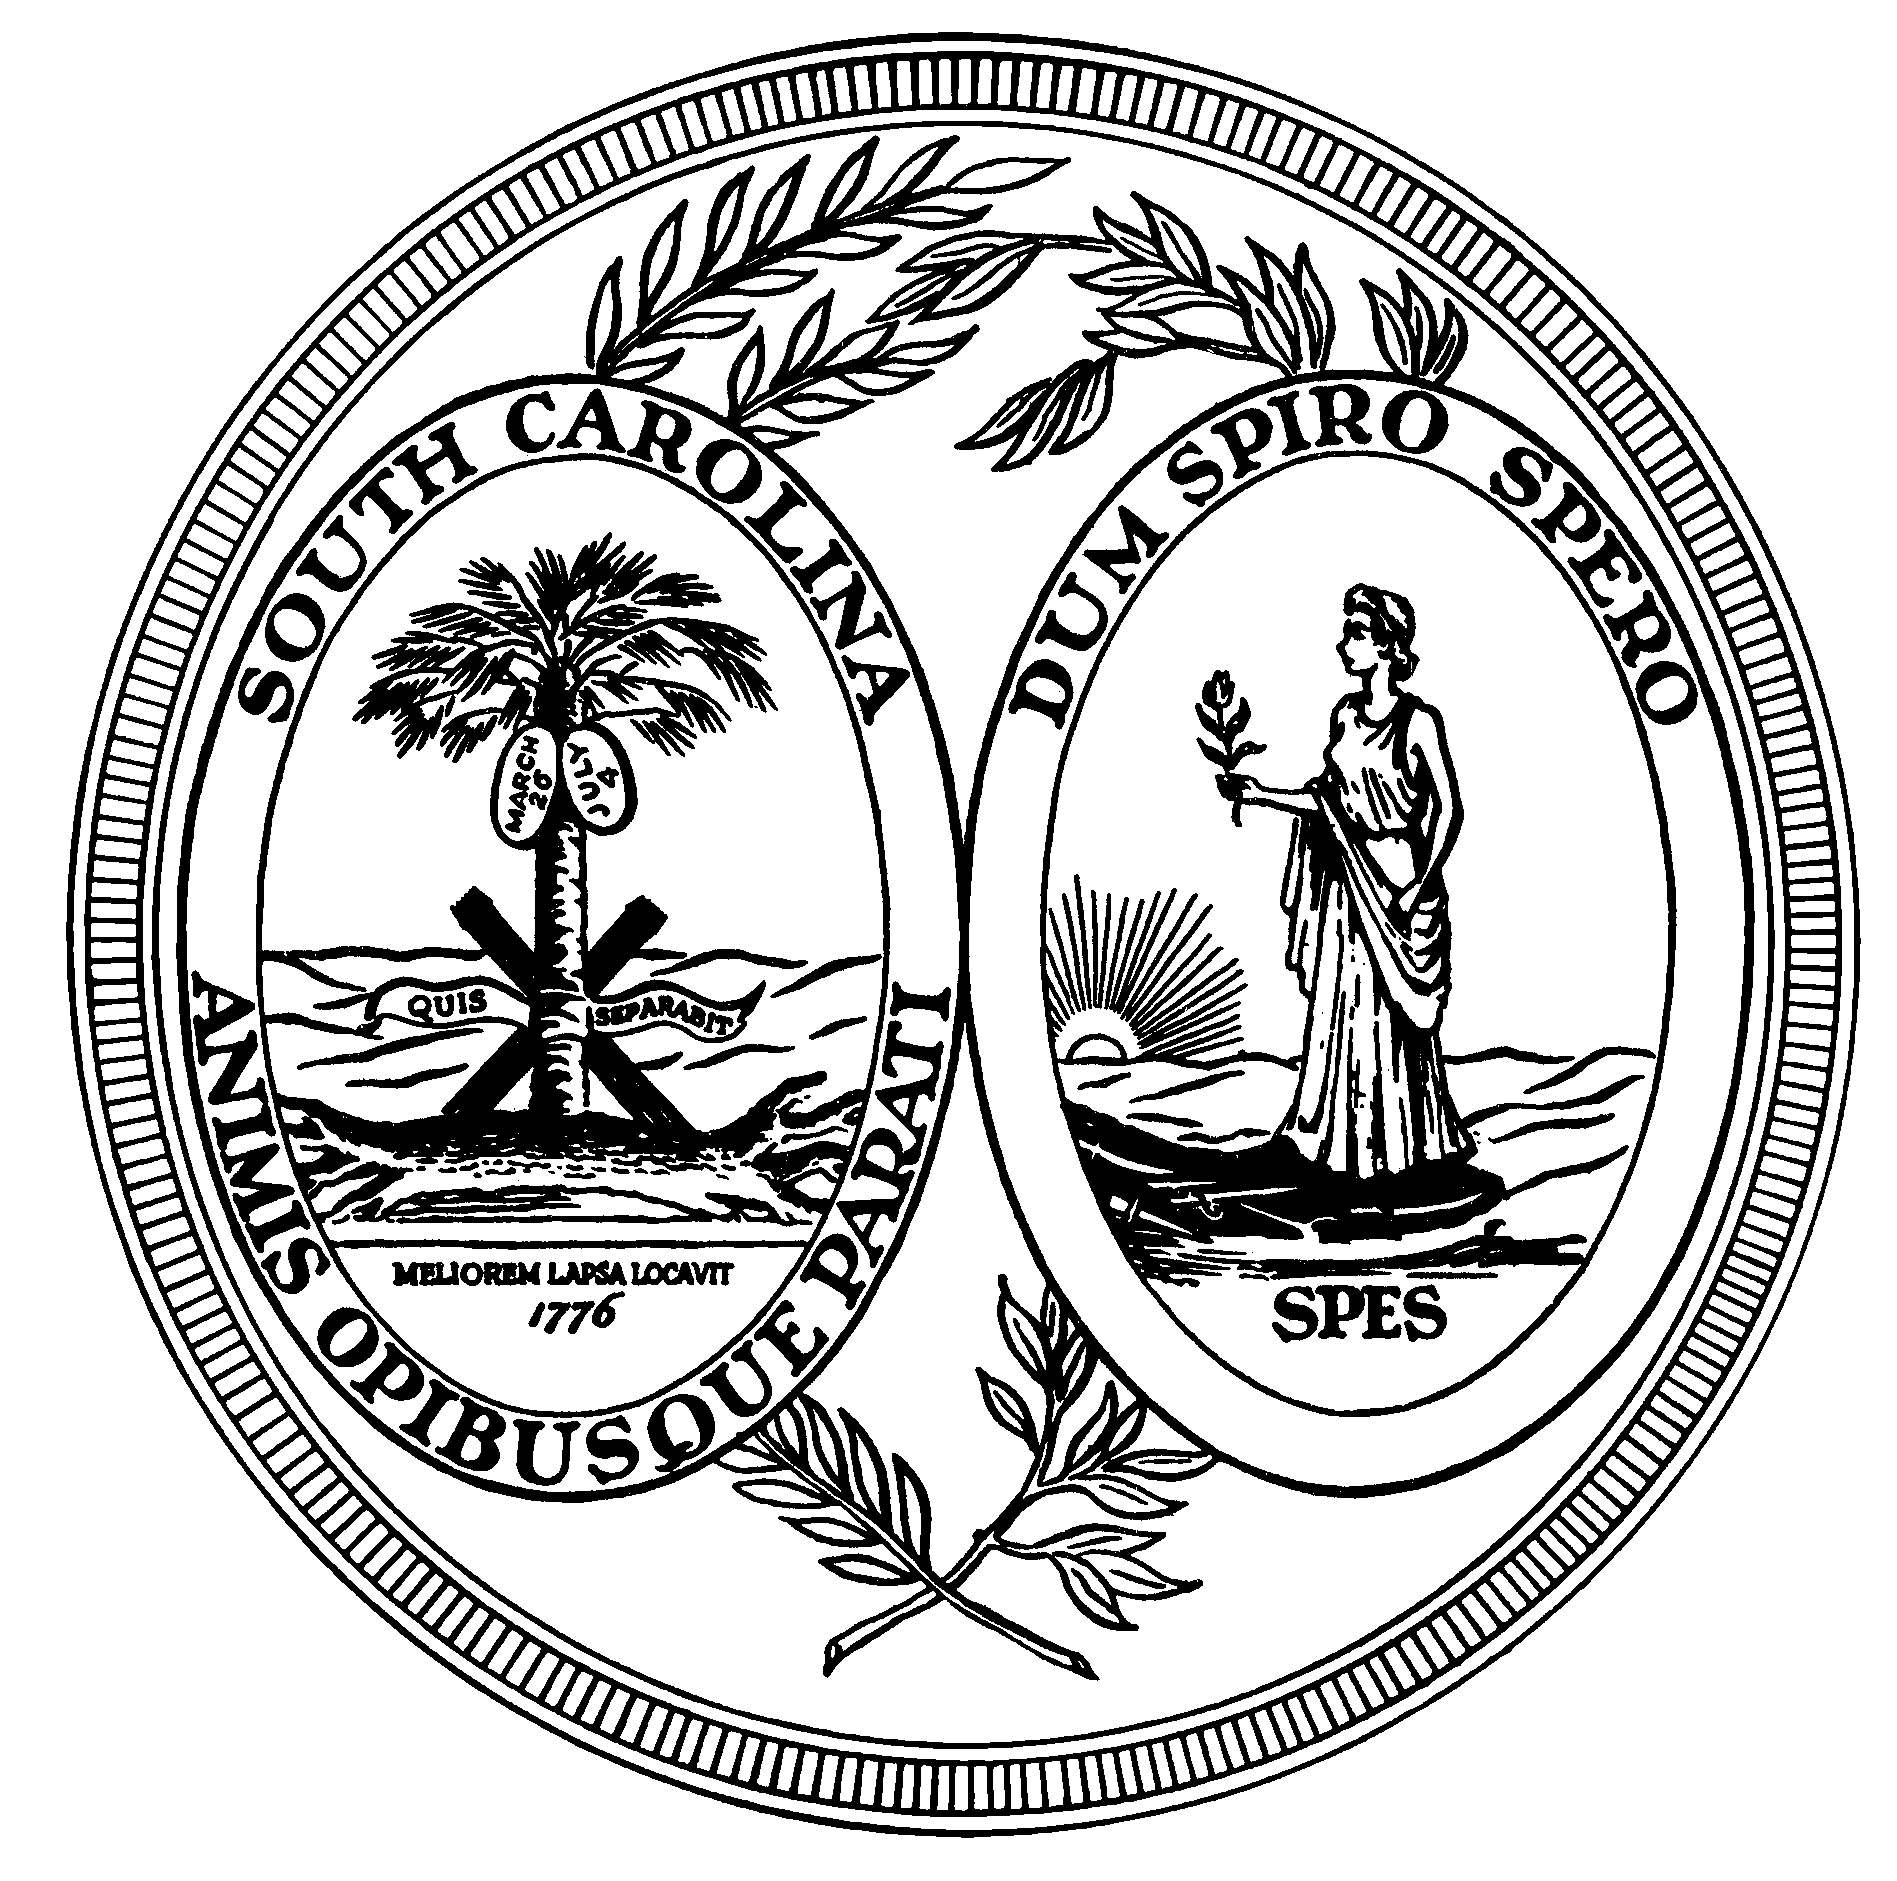 SOUTH CAROLINA
MARCH
26
JULY
4
QUIS SEPARABIT
MELIOREM LAPSA LOCAVIT
1776
ANIMIS OPIBUSQUE PARATI
DUM SPIRO SPERO
SPES